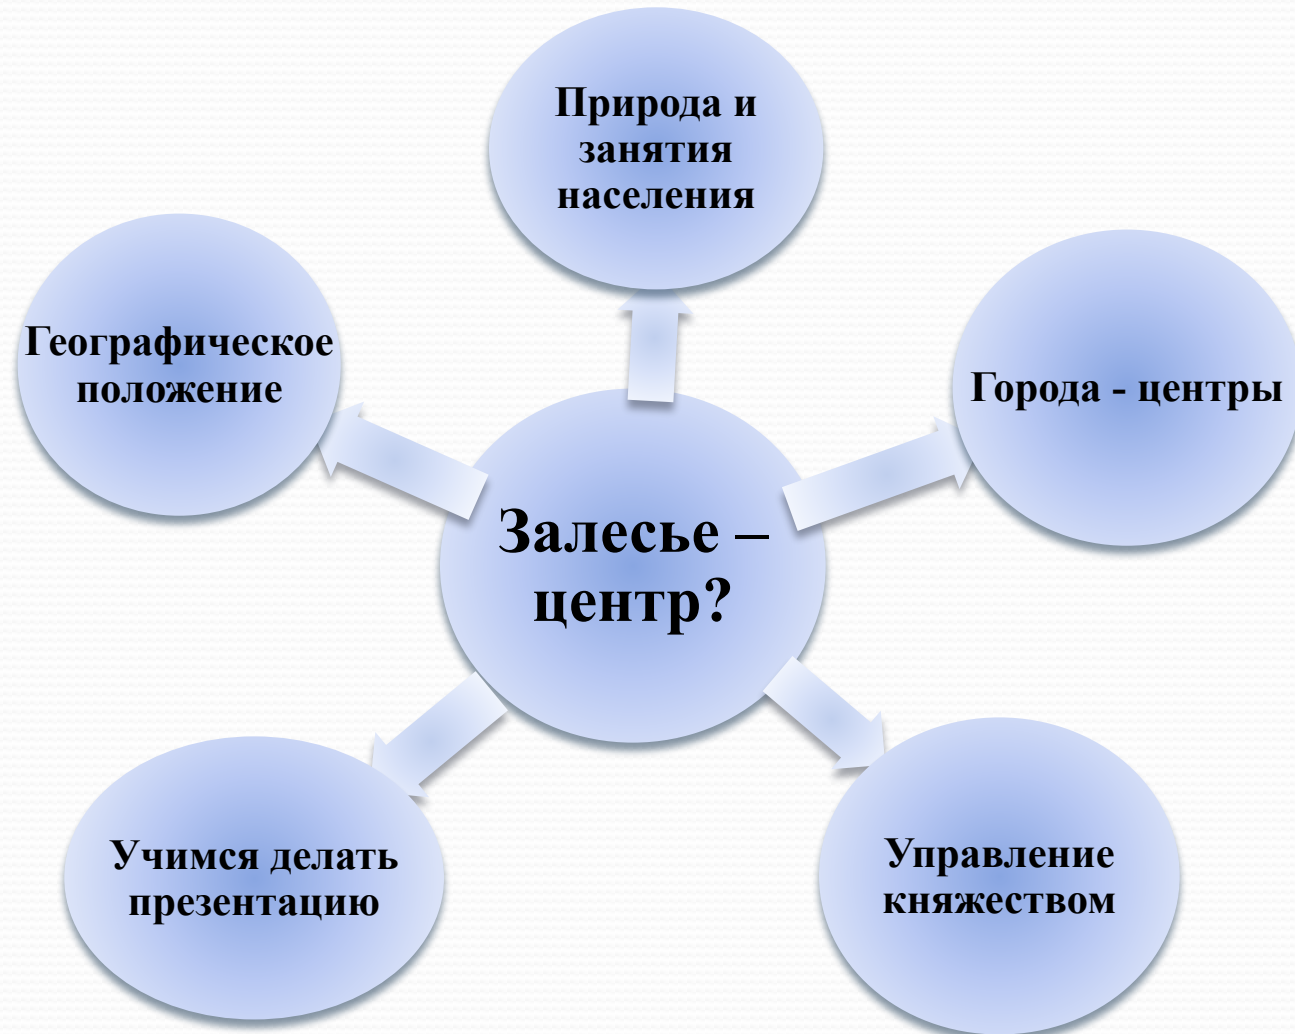 Природа и
занятия
населения
Географическое
положение
Города - центры
Залесье –
центр?
Учимся делать
презентацию
Управление
княжеством